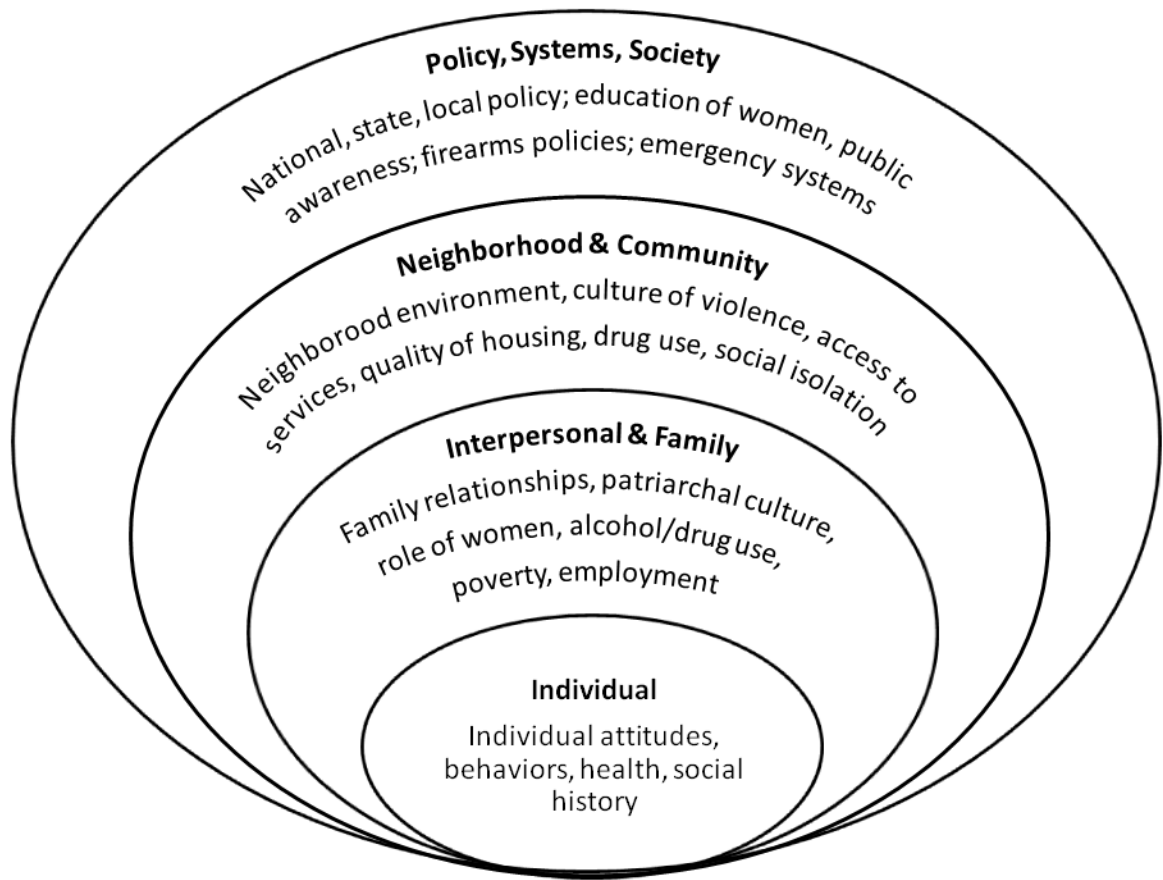 Policy, Systems, Society
National, state, local policy; education of women, public
awareness; firearms policies; emergency systems
Neighborhood & Community
Neighborood environment, culture of violence, access to
services, quality of housing, drug use, social isolation
Interpersonal & Family
Family relationships, patriarchal culture,
role of women, alcohol/drug use,
poverty, employment
Individual
Individual attitudes,
behaviors, health, social
history